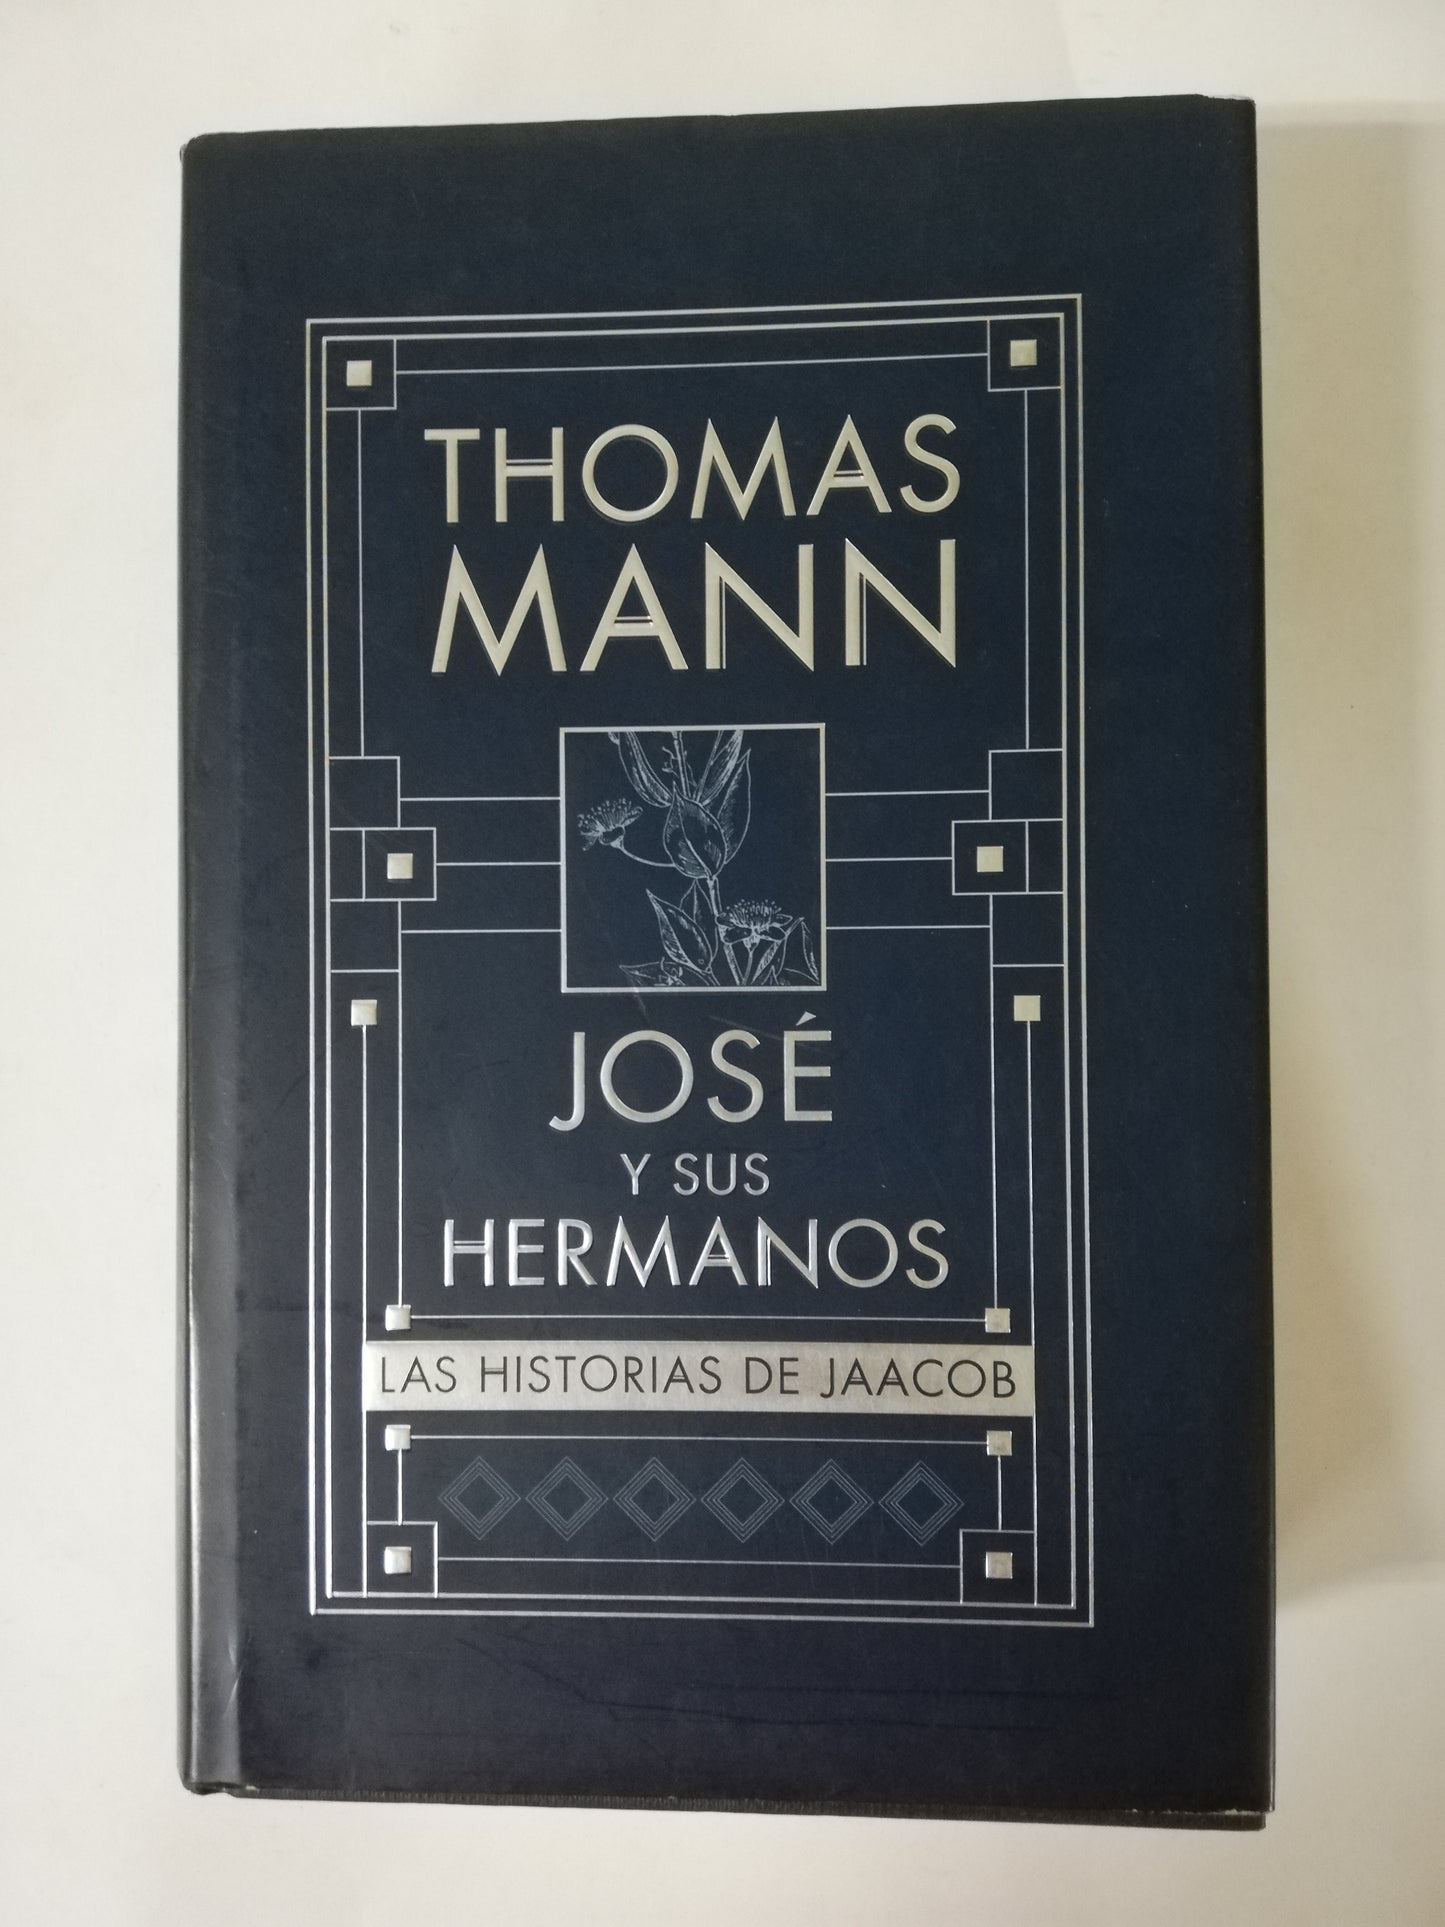 THOMAS
MANN
JOSÉ
Y SUS
HERMANOS
LAS HISTORIAS DE JAACOB